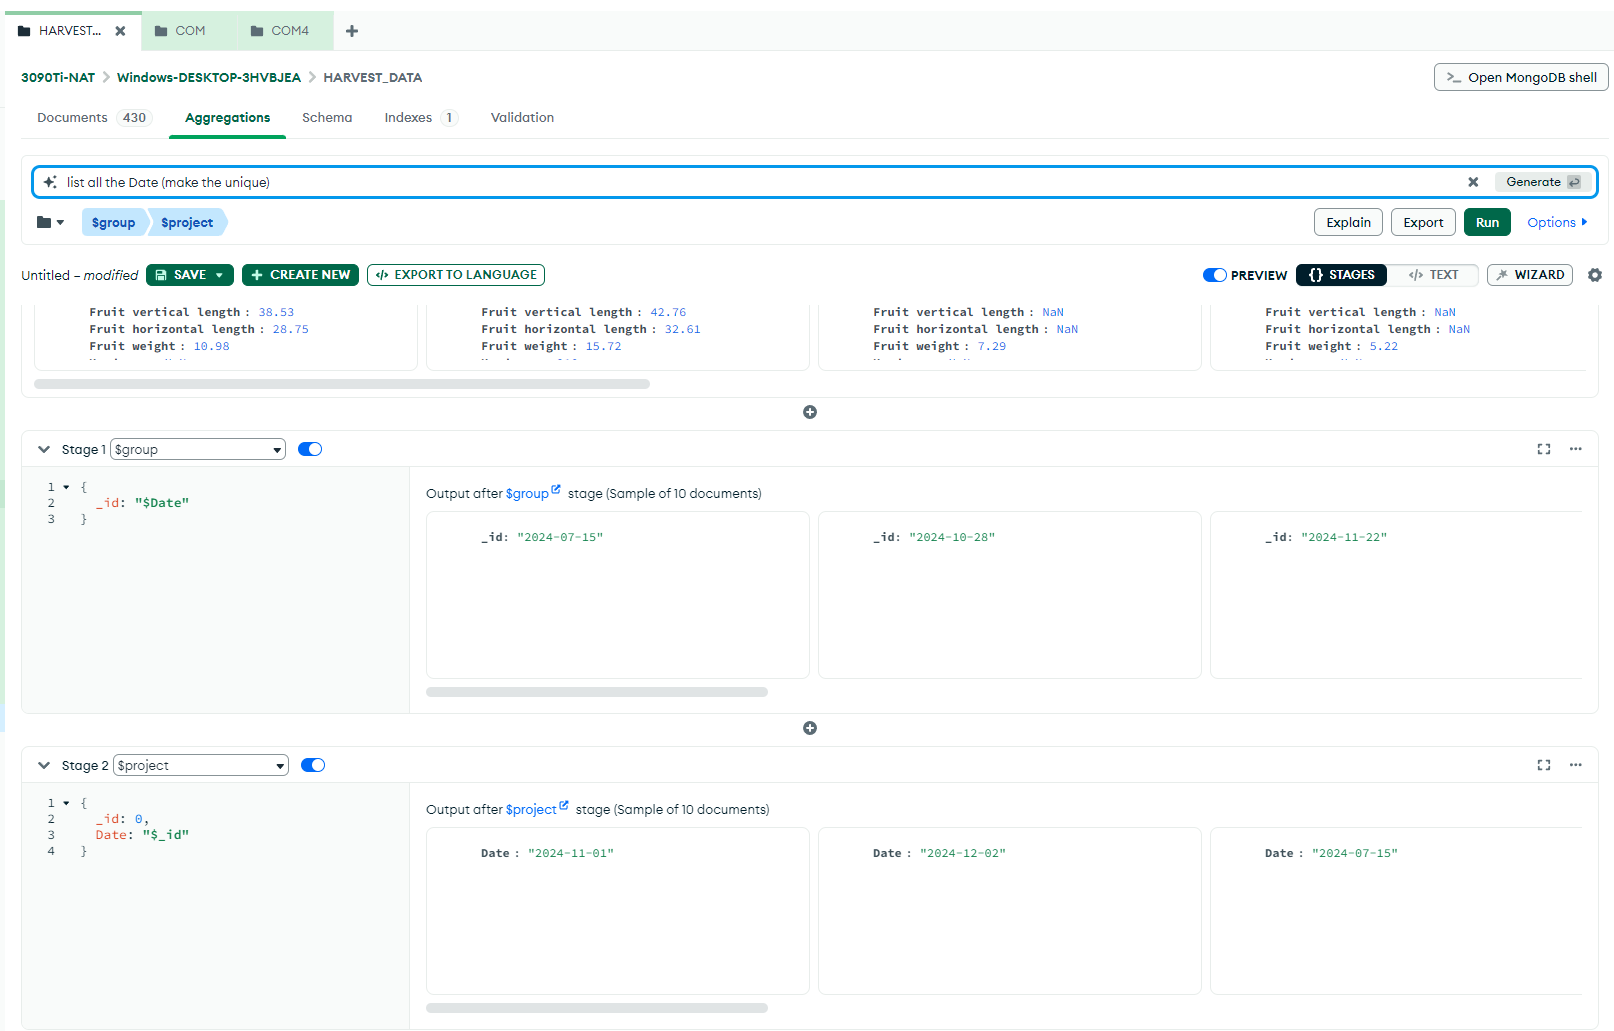 HARVEST...
COM
COM4
3090Ti-NAT > Windows-DESKTOP-3HVBJEA > HARVEST_DATA
>_ Open MongoDB shell
Documents 430
Aggregations
Schema
Indexes 1
Validation
list all the Date (make the unique)
Generate
$group
$project
Explain
Export
Run
Options
Untitled – modified
SAVE
+ CREATE NEW
</> EXPORT TO LANGUAGE
PREVIEW
{} STAGES
</> TEXT
WIZARD
Fruit vertical length : 38.53
Fruit horizontal length : 28.75
Fruit weight : 10.98
Fruit vertical length : 42.76
Fruit horizontal length : 32.61
Fruit weight : 15.72
Fruit vertical length : NaN
Fruit horizontal length : NaN
Fruit weight : 7.29
Fruit vertical length : NaN
Fruit horizontal length : NaN
Fruit weight : 5.22
Stage 1 $group
1 {
2 _id: "$Date"
3 }
Output after $group stage (Sample of 10 documents)
_id: "2024-07-15"
_id: "2024-10-28"
_id: "2024-11-22"
Stage 2 $project
1 {
2 _id: 0,
3 Date: "$_id"
4 }
Output after $project stage (Sample of 10 documents)
Date : "2024-11-01"
Date : "2024-12-02"
Date : "2024-07-15"